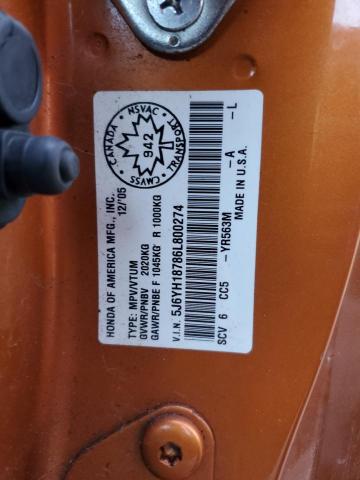 HONDA OF AMERICA MFG., INC.
12/'05
TYPE: MPV/VTUM
GVWR/PNBV 2020KG
GAWR/PNBE F 1045KG R 1000KG
V.I.N. 5J6YH18786L800274
SCV 6 CC5 -YR563M -A -L
MADE IN U.S.A.
CANADA • NSVAC
942
TRANSPORT • CMVSS